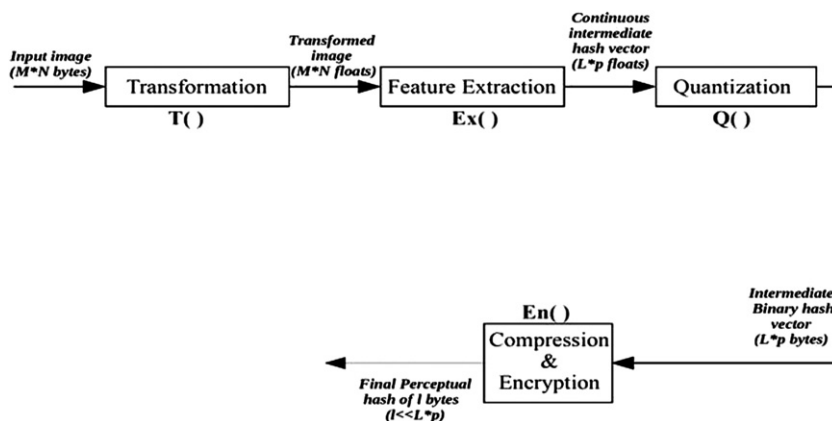 Input image
(M*N bytes)
Transformation
T( )
Transformed
image
(M*N floats)
Feature Extraction
Ex( )
Continuous
intermediate
hash vector
(L*p floats)
Quantization
Q( )
Intermediate
Binary hash
vector
(L*p bytes)
En( )
Compression
&
Encryption
Final Perceptual
hash of l bytes
(l<<L*p)